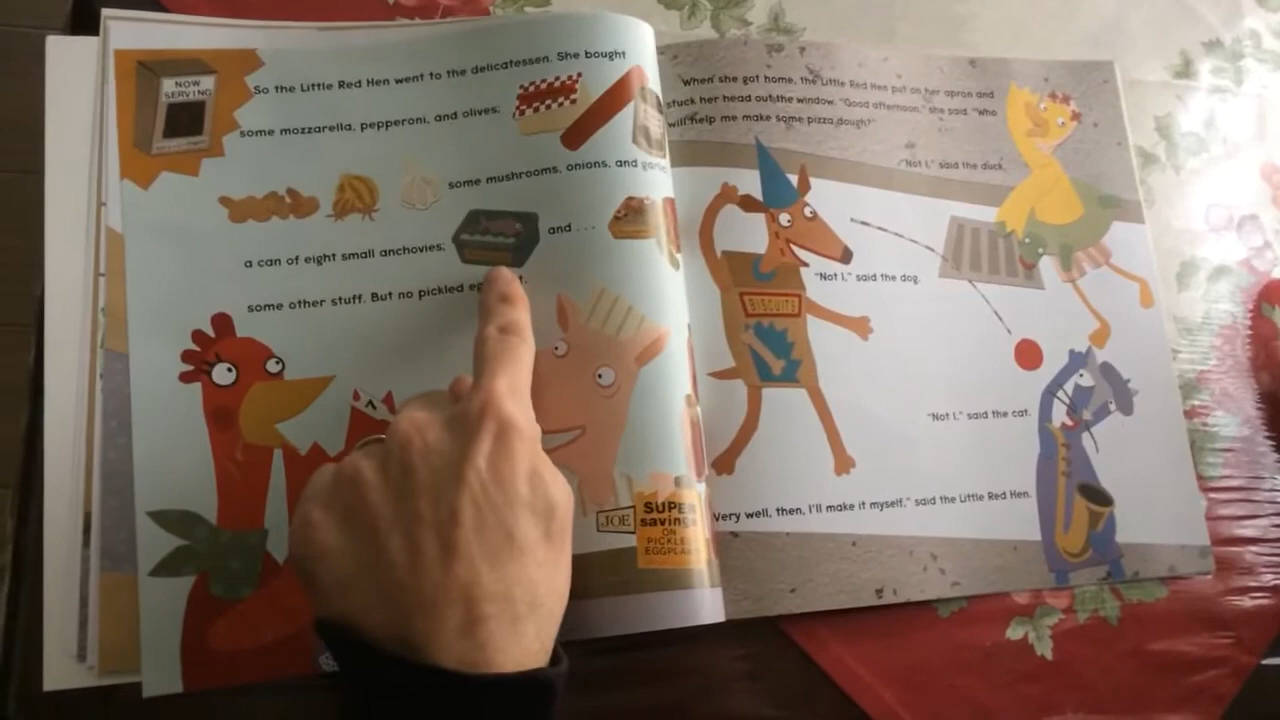 NOW
SERVING
So the Little Red Hen went to the delicatessen. She bought
some mozzarella, pepperoni, and olives;
some mushrooms, onions, and garlic
a can of eight small anchovies;
and . . .
some other stuff. But no pickled
JOE
SUPER
savings
ON
PICKLE
EGGPLA
"When she got home, the Little Red Hen put on her apron and
stuck her head out the window. "Good afternoon," she said. "Who
will help me make some pizza dough?"
"Not I," said the duck.
"Not I," said the dog.
BISCUITS
"Not I," said the cat.
Very well, then, I'll make it myself," said the Little Red Hen.